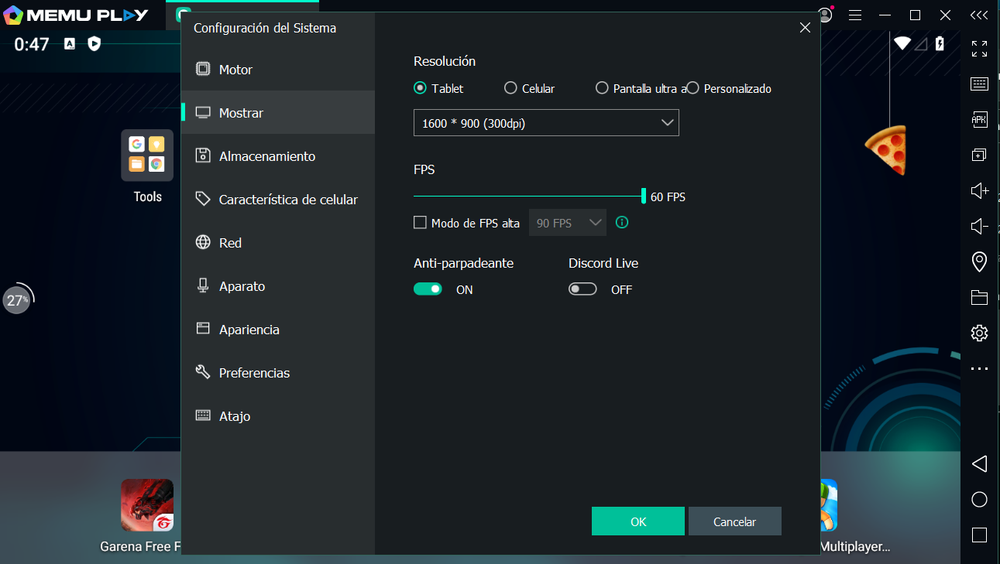 MEMU PLAY
0:47
A
Tools
27%
Garena Free F
Configuración del Sistema
Motor
Mostrar
Almacenamiento
Característica de celular
Red
Aparato
Apariencia
Preferencias
Atajo
Resolución
Tablet
Celular
Pantalla ultra a
Personalizado
1600 * 900 (300dpi)
FPS
60 FPS
Modo de FPS alta
90 FPS
Anti-parpadeante
Discord Live
ON
OFF
OK
Cancelar
Multiplayer...
APK